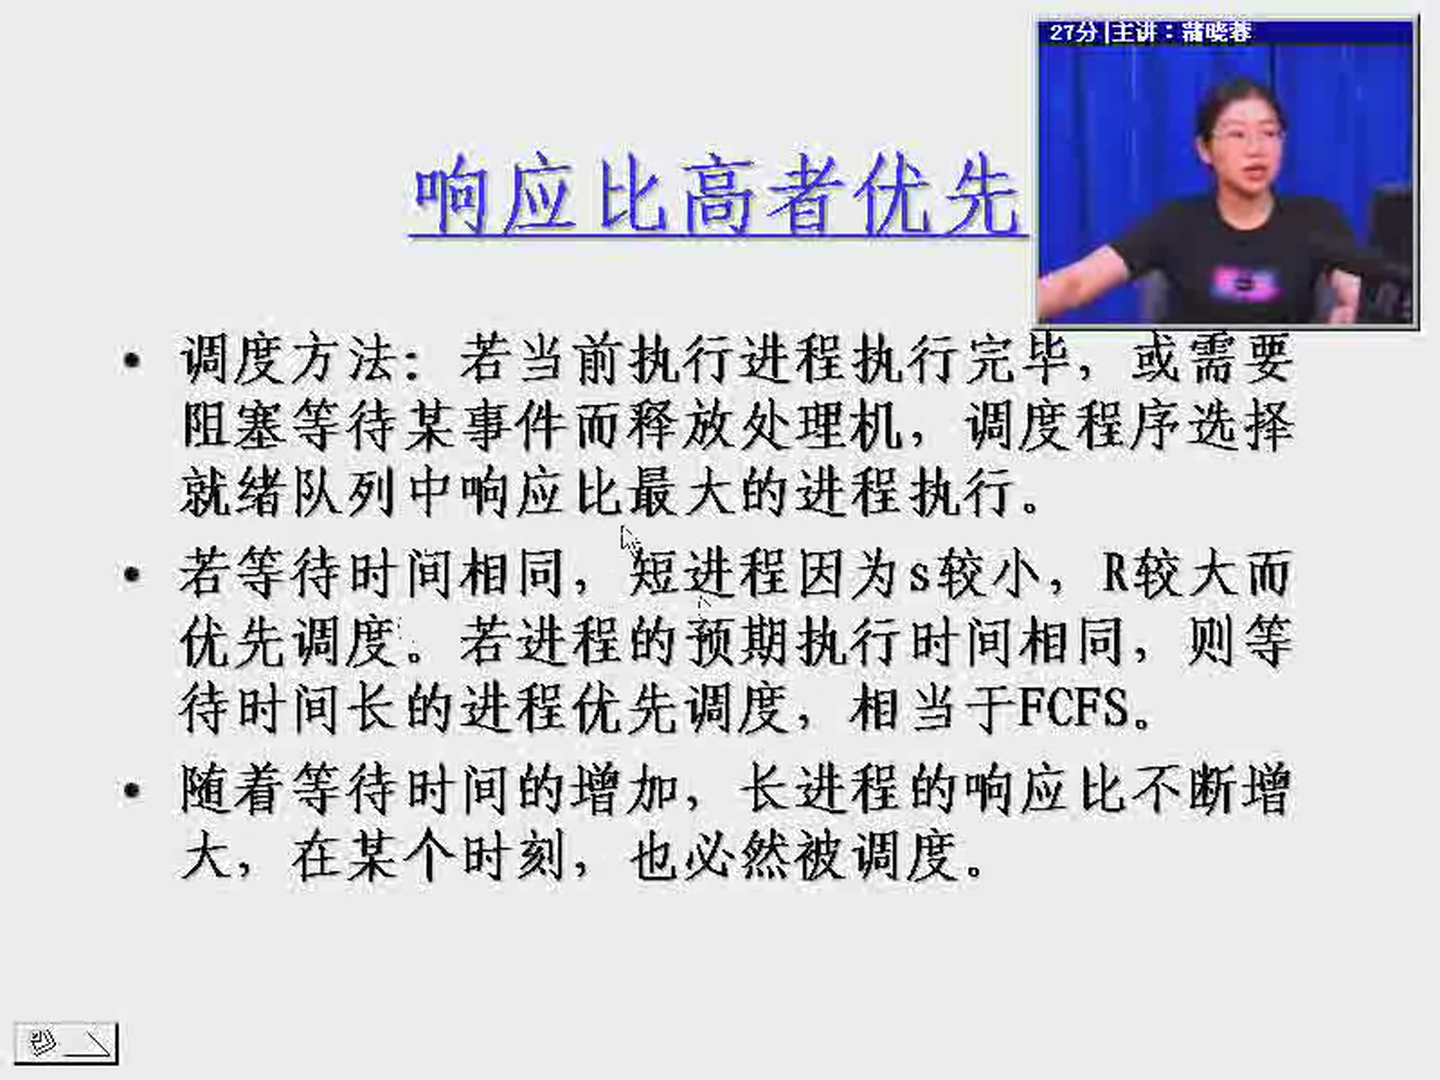 27分|主讲：蒲晓蓉
响应比高者优先
• 调度方法：若当前执行进程执行完毕，或需要
阻塞等待某事件而释放处理机，调度程序选择
就绪队列中响应比最大的进程执行。
• 若等待时间相同，短进程因为s较小，R较大而
优先调度。若进程的预期执行时间相同，则等
待时间长的进程优先调度，相当于FCFS。
• 随着等待时间的增加，长进程的响应比不断增
大，在某个时刻，也必然被调度。